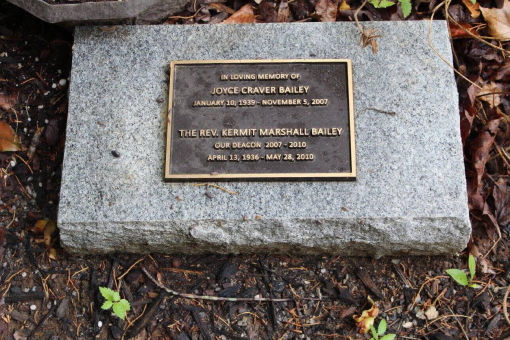 IN LOVING MEMORY OF
JOYCE CRAVER BAILEY
JANUARY 10, 1939 - NOVEMBER 5, 2007
THE REV. KERMIT MARSHALL BAILEY
OUR DEACON 2007 - 2010
APRIL 13, 1936 - MAY 28, 2010